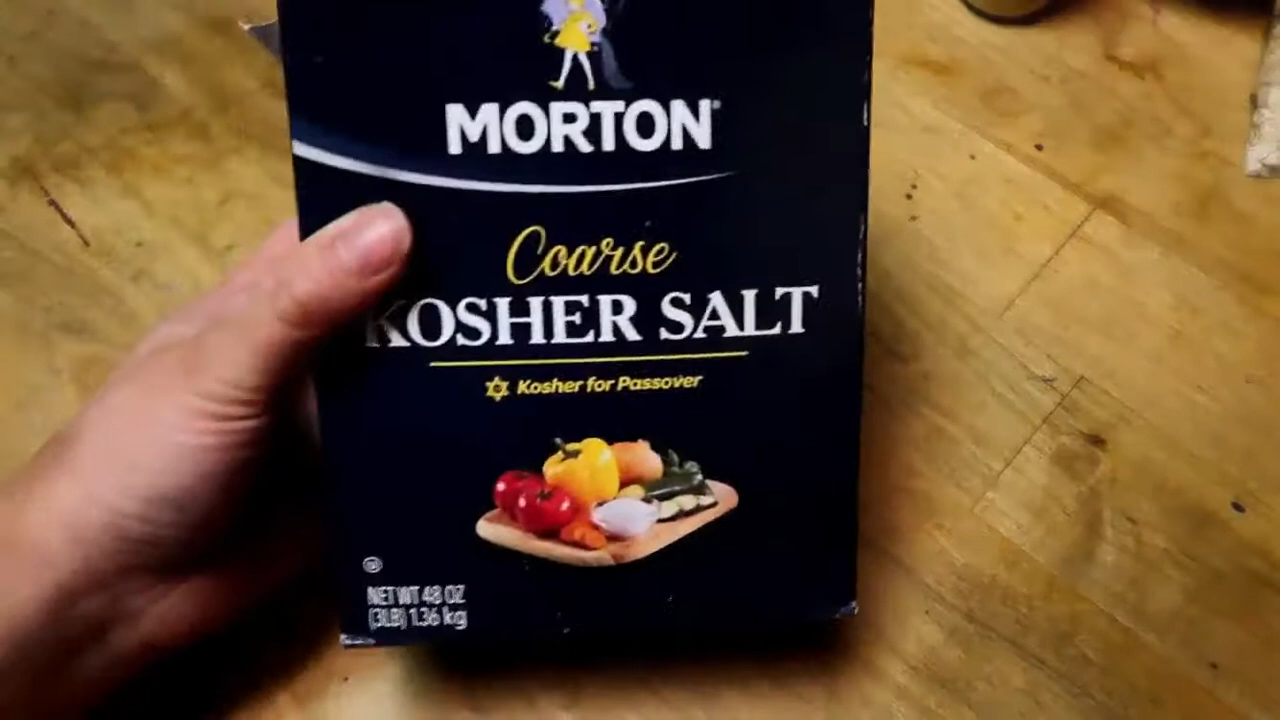 MORTON®
Coarse
KOSHER SALT
Kosher for Passover
NET WT 48 OZ
(3LB) 1.36 kg